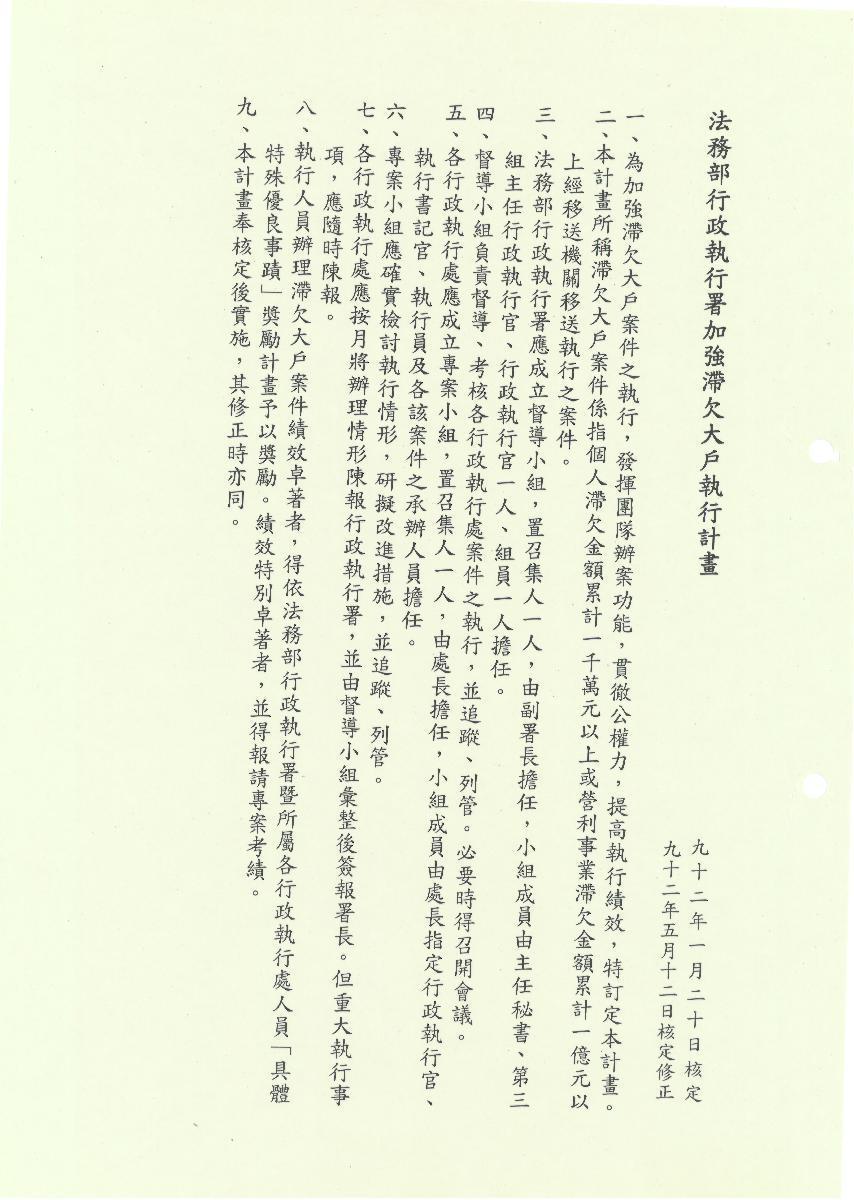 法務部行政執行署加強滯欠大戶執行計畫
九十二年一月二十日核定
九十二年五月十二日核定修正
一、為加強滯欠大戶案件之執行，發揮團隊辦案功能，貫徹公權力，提高執行績效，特訂定本計畫。
二、本計畫所稱滯欠大戶案件係指個人滯欠金額累計一千萬元以上或營利事業滯欠金額累計一億元以
上經移送機關移送執行之案件。
三、法務部行政執行署應成立督導小組，置召集人一人，由副署長擔任，小組成員由主任秘書、第三
組主任行政執行官、行政執行官一人、組員一人擔任。
四、督導小組負責督導、考核各行政執行處案件之執行，並追蹤、列管。必要時得召開會議。
五、各行政執行處應成立專案小組，置召集人一人，由處長擔任，小組成員由處長指定行政執行官、
執行書記官、執行員及各該案件之承辦人員擔任。
六、專案小組應確實檢討執行情形，研擬改進措施，並追蹤、列管。
七、各行政執行處應按月將辦理情形陳報行政執行署，並由督導小組彙整後簽報署長。但重大執行事
項，應隨時陳報。
八、執行人員辦理滯欠大戶案件績效卓著者，得依法務部行政執行署暨所屬各行政執行處人員「具體
特殊優良事蹟」獎勵計畫予以獎勵。績效特別卓著者，並得報請專案考績。
九、本計畫奉核定後實施，其修正時亦同。